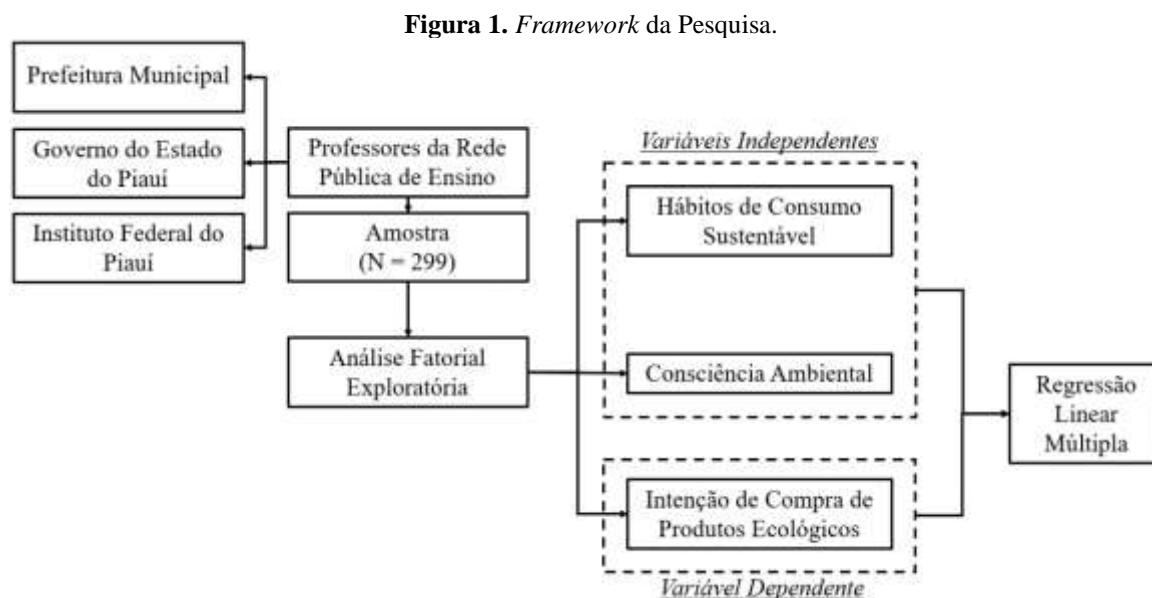 Figura 1. Framework da Pesquisa.
Prefeitura Municipal
Governo do Estado
do Piauí
Instituto Federal do
Piauí
Professores da Rede
Pública de Ensino
Amostra
(N = 299)
Análise Fatorial
Exploratória
Variáveis Independentes
Hábitos de Consumo
Sustentável
Consciência Ambiental
Intenção de Compra de
Produtos Ecológicos
Variável Dependente
Regressão
Linear
Múltipla